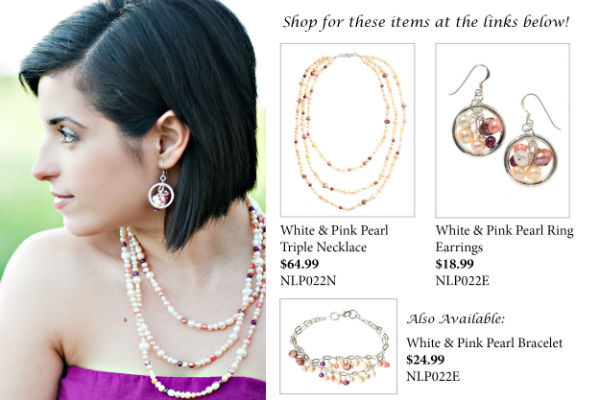 Shop for these items at the links below!
White & Pink Pearl
Triple Necklace
$64.99
NLP022N
White & Pink Pearl Ring
Earrings
$18.99
NLP022E
Also Available:
White & Pink Pearl Bracelet
$24.99
NLP022E